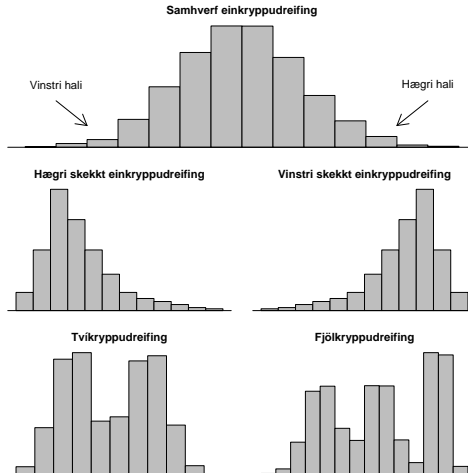 Samhverf einkryppudreifing
Vinstri hali
Hægri hali
Hægri skekkt einkryppudreifing
Vinstri skekkt einkryppudreifing
Tvíkryppudreifing
Fjölkryppudreifing